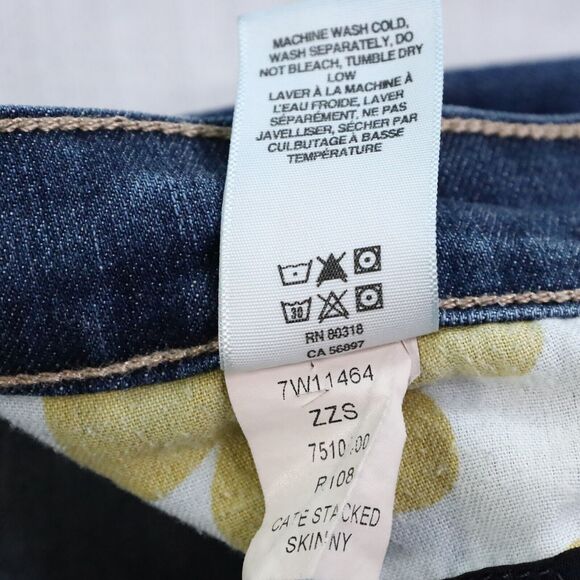 MACHINE WASH COLD,
WASH SEPARATELY, DO
NOT BLEACH, TUMBLE DRY
LOW
LAVER À LA MACHINE À
L'EAU FROIDE, LAVER
SÉPARÉMENT, NE PAS
JAVELLISER, SÉCHER PAR
CULBUTAGE À BASSE
TEMPÉRATURE
30
RN 80318
CA 56897
7W11464
ZZS
P108
STACKED
SKINNY